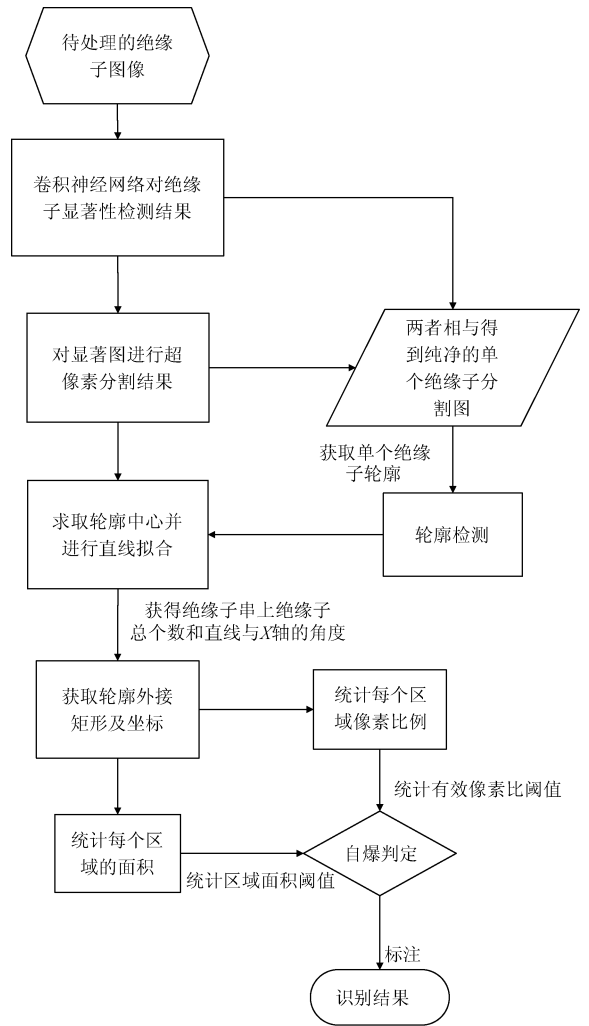 待处理的绝缘
子图像
卷积神经网络对绝缘
子显著性检测结果
对显著图进行超
像素分割结果
两者相与得
到纯净的单
个绝缘子分
割图
获取单个绝缘
子轮廓
求取轮廓中心并
进行直线拟合
轮廓检测
获得绝缘子串上绝缘子
总个数和直线与X轴的角度
获取轮廓外接
矩形及坐标
统计每个区
域像素比例
统计有效像素比阈值
统计每个区
域的面积
自爆判定
统计区域面积阈值
标注
识别结果